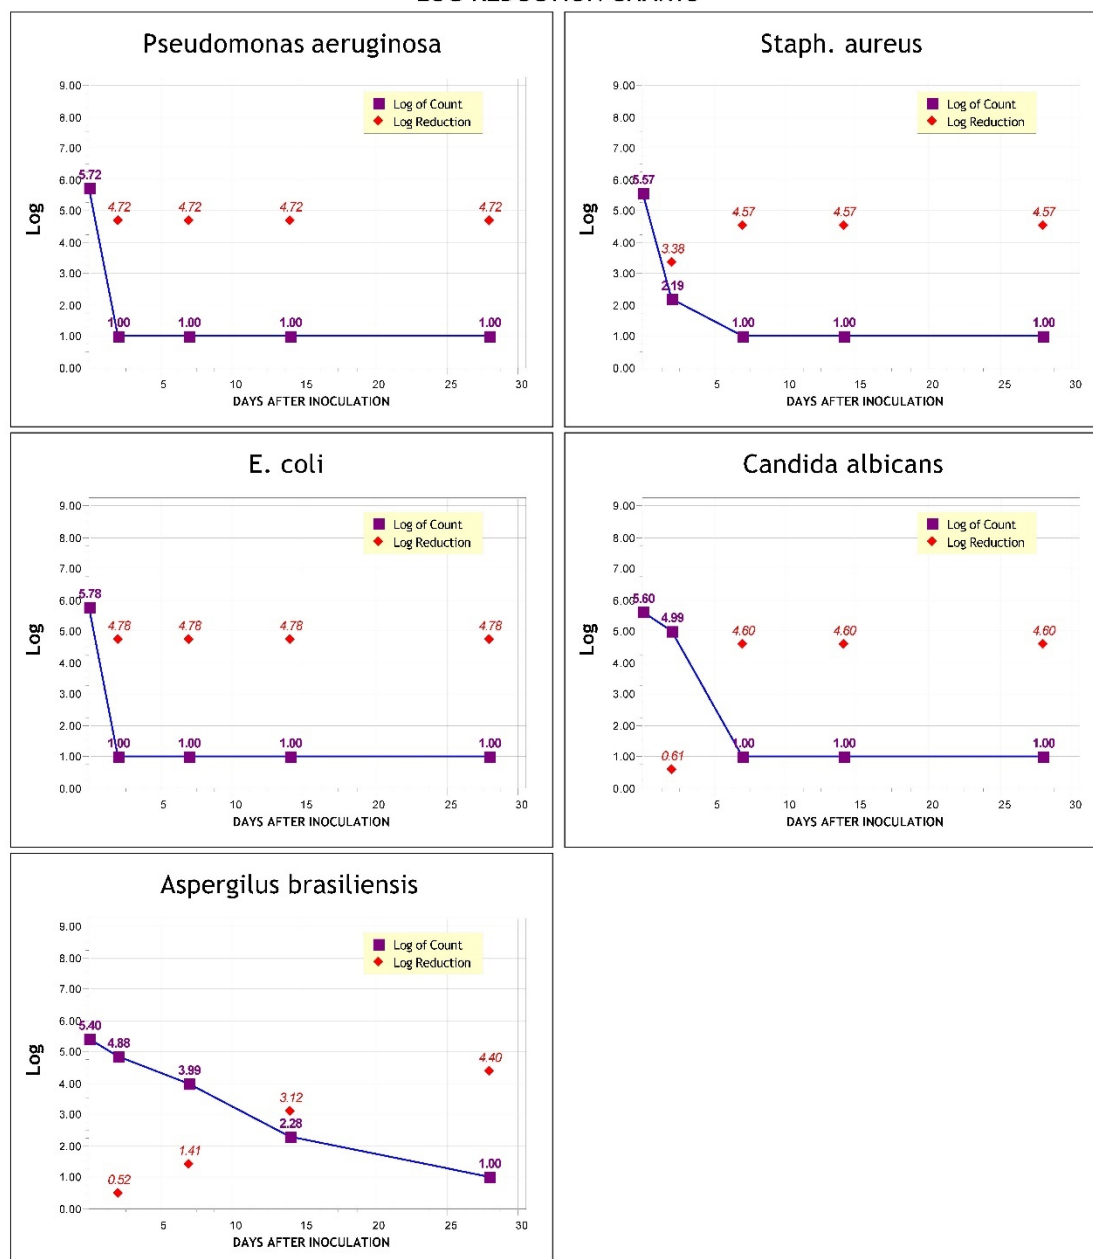 Pseudomonas aeruginosa
9.00
8.00
7.00
6.00
5.00
4.00
3.00
2.00
1.00
0.00
Log
Log of Count
Log Reduction
5.72
4.72 4.72 4.72 4.72
1.00 1.00 1.00 1.00
5 10 15 20 25 30
DAYS AFTER INOCULATION
Staph. aureus
9.00
8.00
7.00
6.00
5.00
4.00
3.00
2.00
1.00
0.00
Log
Log of Count
Log Reduction
5.57
4.57 4.57 4.57
3.38
2.19
1.00 1.00 1.00
5 10 15 20 25 30
DAYS AFTER INOCULATION
E. coli
9.00
8.00
7.00
6.00
5.00
4.00
3.00
2.00
1.00
0.00
Log
Log of Count
Log Reduction
5.78
4.78 4.78 4.78 4.78
1.00 1.00 1.00 1.00
5 10 15 20 25 30
DAYS AFTER INOCULATION
Candida albicans
9.00
8.00
7.00
6.00
5.00
4.00
3.00
2.00
1.00
0.00
Log
Log of Count
Log Reduction
5.60
4.99
4.60 4.60 4.60
1.00 1.00 1.00
0.61
5 10 15 20 25 30
DAYS AFTER INOCULATION
Aspergilus brasiliensis
9.00
8.00
7.00
6.00
5.00
4.00
3.00
2.00
1.00
0.00
Log
Log of Count
Log Reduction
5.40
4.88
4.40
3.99
3.12
2.28
1.41
1.00
0.52
5 10 15 20 25 30
DAYS AFTER INOCULATION